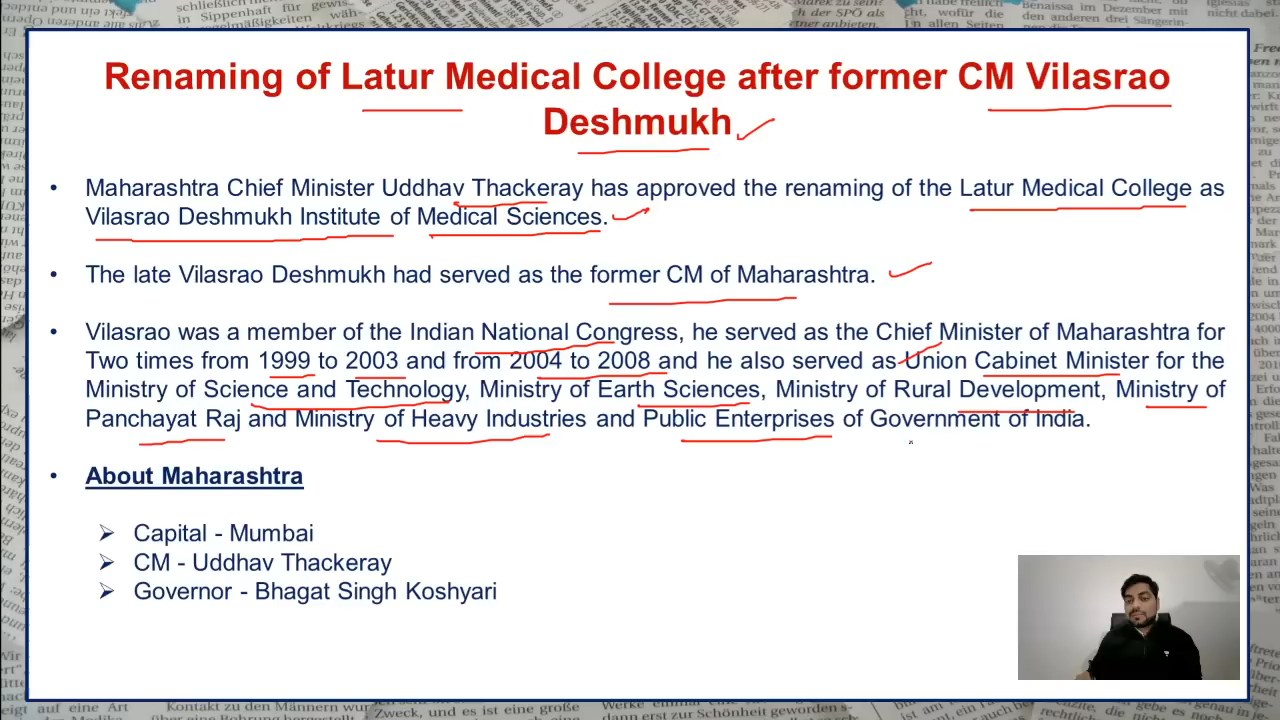 Renaming of Latur Medical College after former CM Vilasrao
Deshmukh
• Maharashtra Chief Minister Uddhav Thackeray has approved the renaming of the Latur Medical College as
Vilasrao Deshmukh Institute of Medical Sciences.
• The late Vilasrao Deshmukh had served as the former CM of Maharashtra.
• Vilasrao was a member of the Indian National Congress, he served as the Chief Minister of Maharashtra for
Two times from 1999 to 2003 and from 2004 to 2008 and he also served as Union Cabinet Minister for the
Ministry of Science and Technology, Ministry of Earth Sciences, Ministry of Rural Development, Ministry of
Panchayat Raj and Ministry of Heavy Industries and Public Enterprises of Government of India.
• About Maharashtra
➢ Capital - Mumbai
➢ CM - Uddhav Thackeray
➢ Governor - Bhagat Singh Koshyari